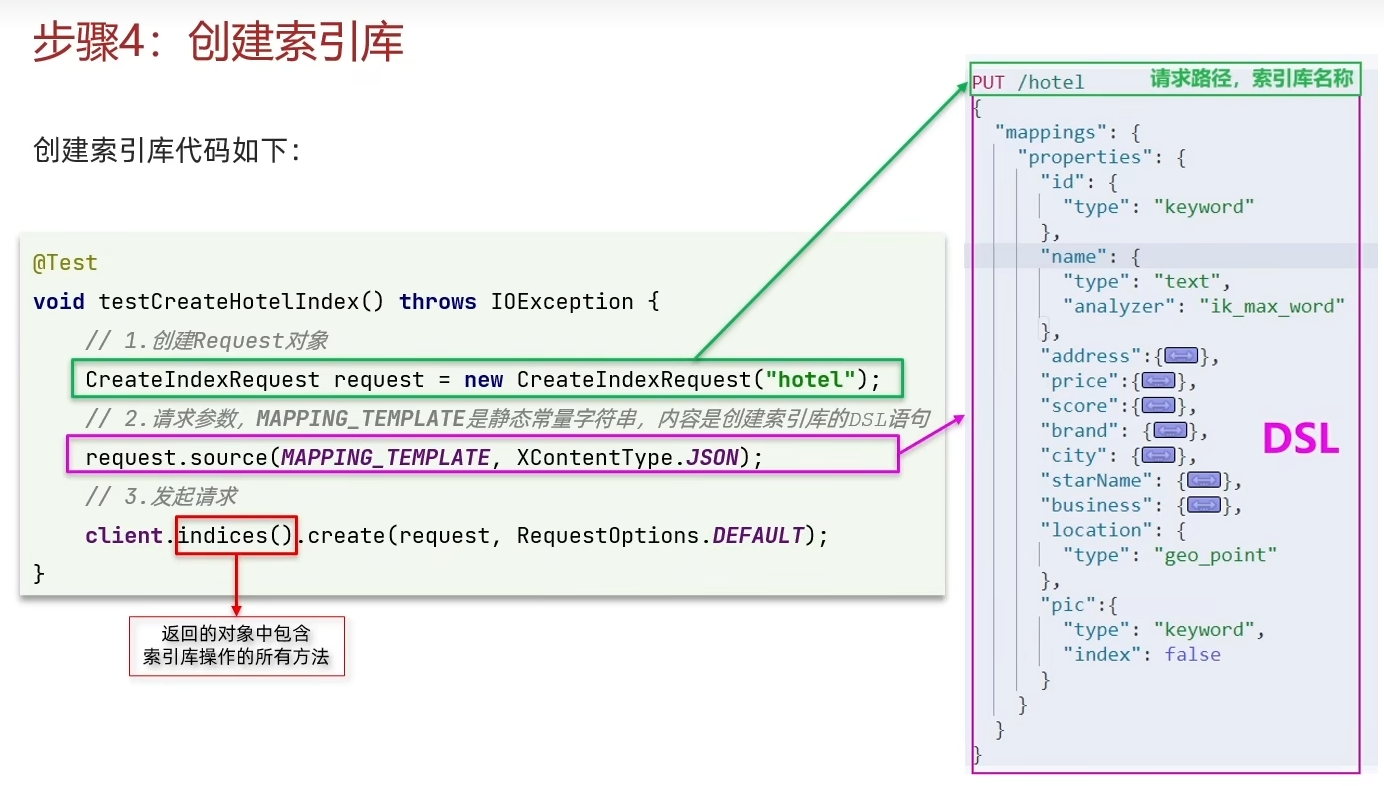 步骤4：创建索引库
创建索引库代码如下：
@Test
void testCreateHotelIndex() throws IOException {
// 1.创建Request对象
CreateIndexRequest request = new CreateIndexRequest("hotel");
// 2.请求参数，MAPPING_TEMPLATE是静态常量字符串，内容是创建索引库的DSL语句
request.source(MAPPING_TEMPLATE, XContentType.JSON);
// 3.发起请求
client.indices().create(request, RequestOptions.DEFAULT);
}
返回的对象中包含
索引库操作的所有方法
PUT /hotel 请求路径，索引库名称
{
"mappings": {
"properties": {
"id": {
"type": "keyword"
},
"name": {
"type": "text",
"analyzer": "ik_max_word"
},
"address":{},
"price":{},
"score":{},
"brand": {},
"city": {},
"starName": {},
"business": {},
"location": {
"type": "geo_point"
},
"pic":{
"type": "keyword",
"index": false
}
}
}
}
DSL